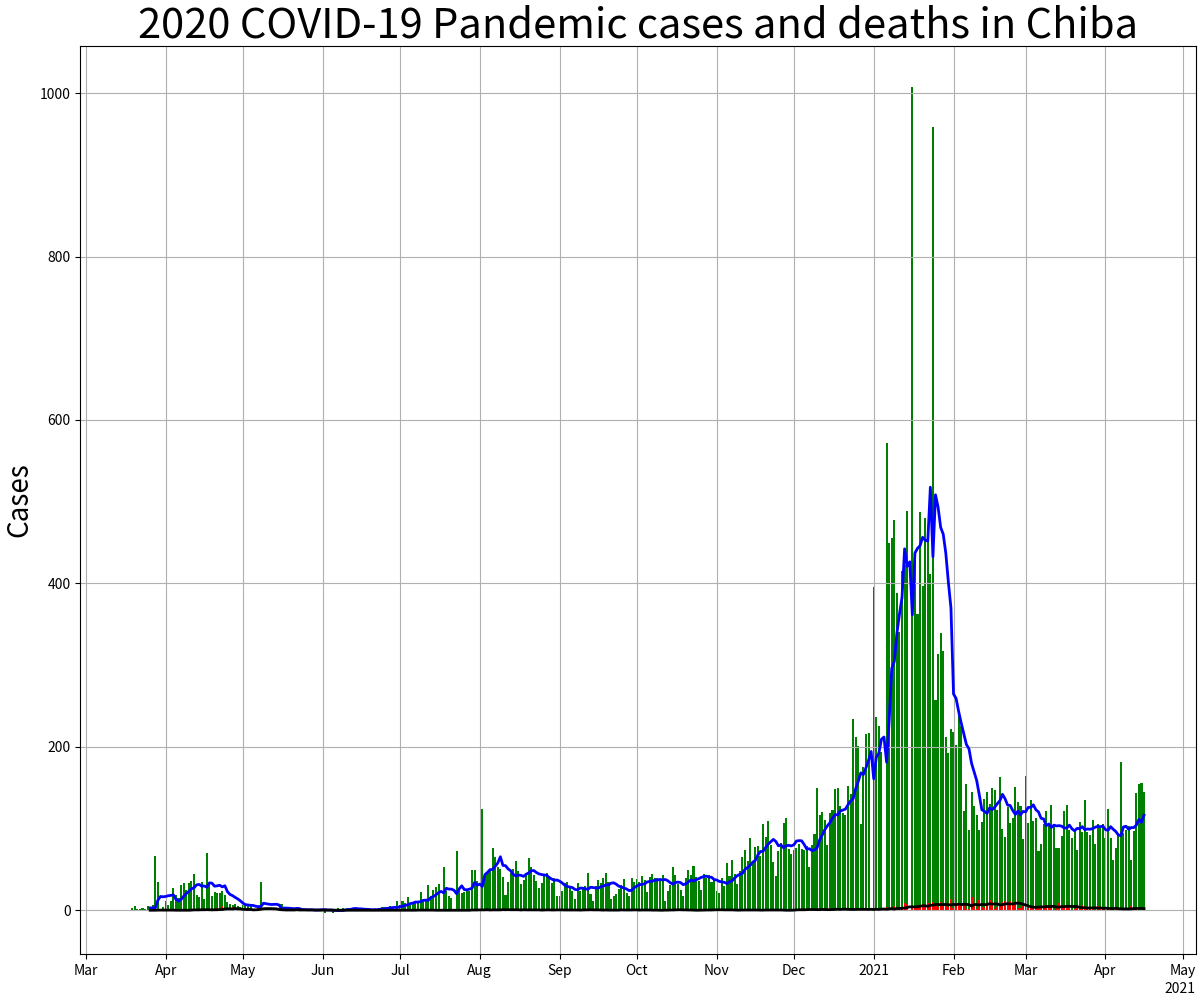 2020 COVID-19 Pandemic cases and deaths in Chiba
1000
800
600
400
200
0
Cases
Mar Apr May Jun Jul Aug Sep Oct Nov Dec 2021 Feb Mar Apr May
2021